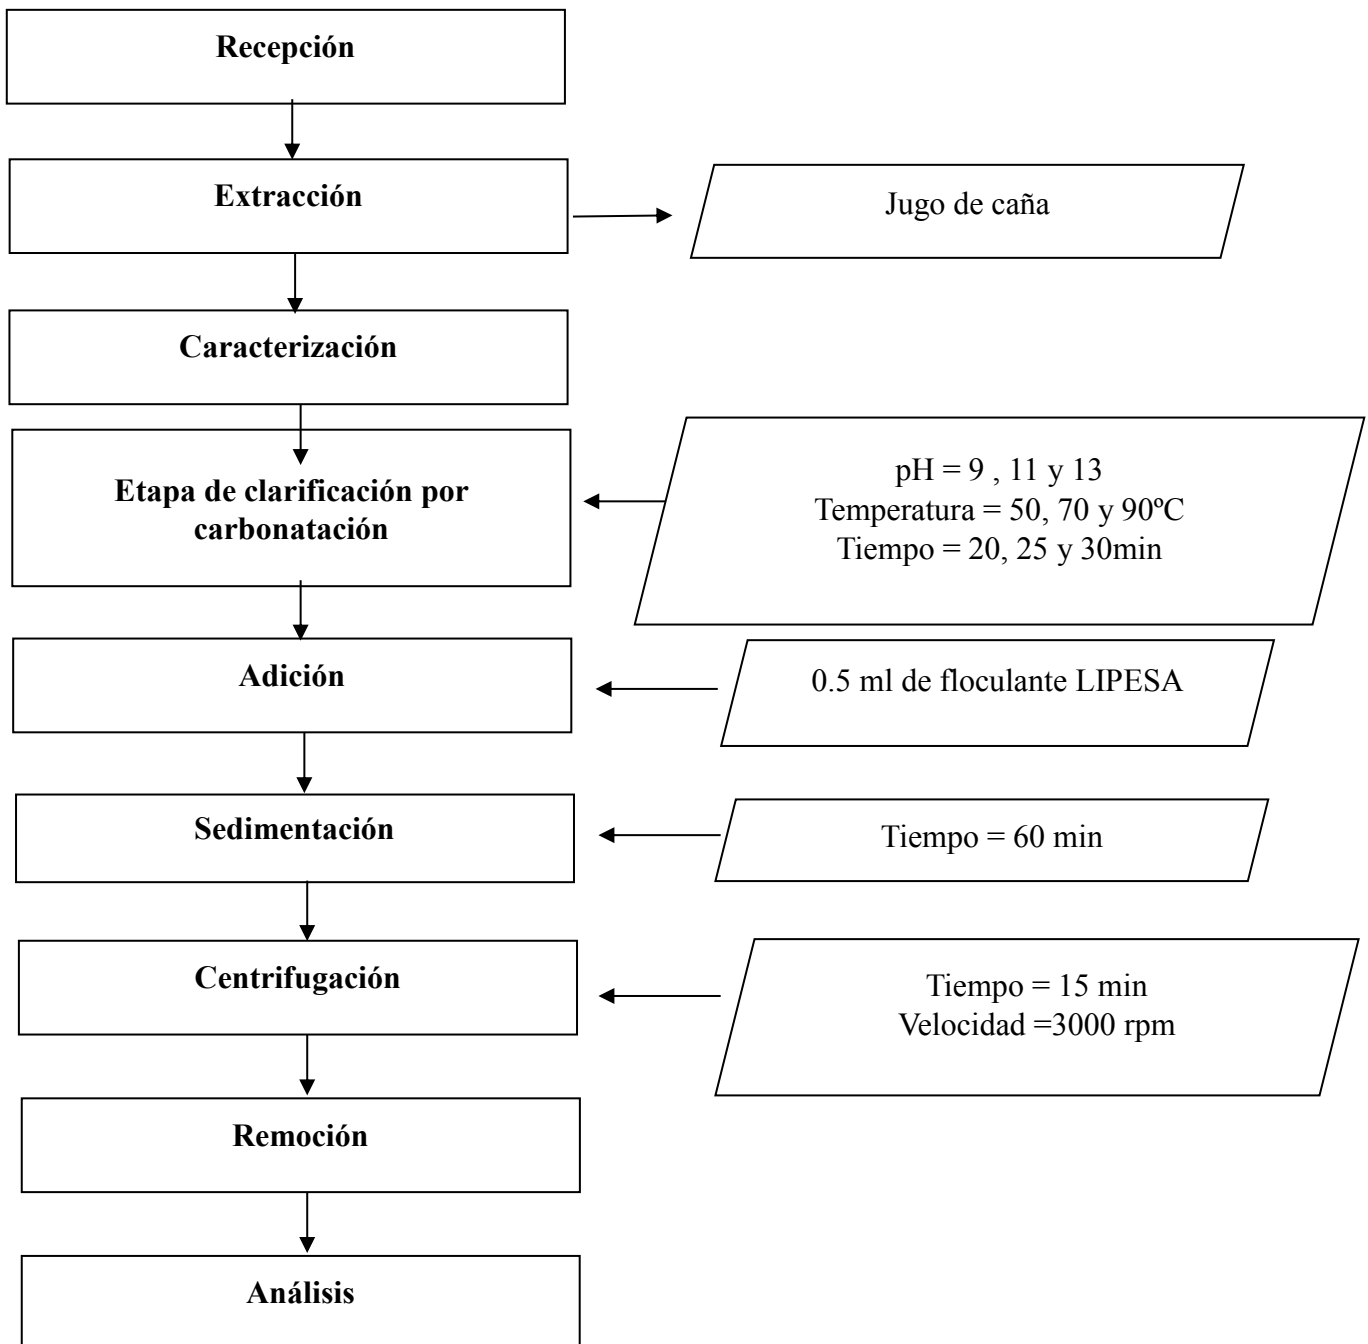 Recepción
Extracción
Jugo de caña
Caracterización
Etapa de clarificación por
carbonatación
pH = 9 , 11 y 13
Temperatura = 50, 70 y 90ºC
Tiempo = 20, 25 y 30min
Adición
0.5 ml de floculante LIPESA
Sedimentación
Tiempo = 60 min
Centrifugación
Tiempo = 15 min
Velocidad =3000 rpm
Remoción
Análisis